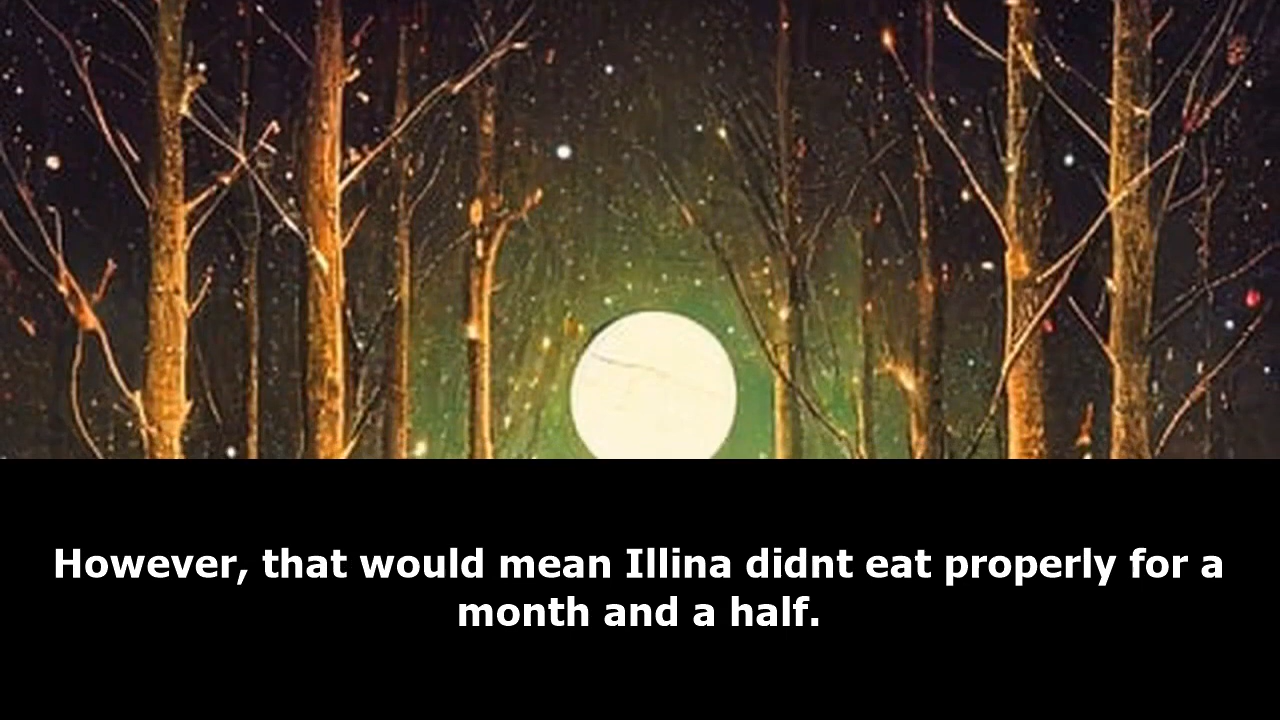 However, that would mean Illina didnt eat properly for a
month and a half.